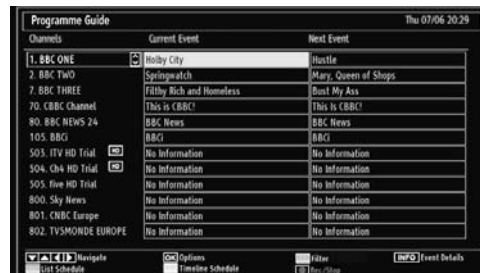 Programme Guide Thu 07/06 20:29
Channels Current Event Next Event
1. BBC ONE Holby City Hustle
2. BBC TWO Springwatch Mary, Queen of Shops
7. BBC THREE Filthy Rich and Homeless Bust My Ass
70. CBBC Channel This is CBBC! This Is CBBC!
80. BBC NEWS 24 BBC News BBC News
105. BBCi BBCi BBCi
503. ITV HD Trial HD No Information No Information
504. Ch4 HD Trial HD No Information No Information
505. five HD Trial No Information No Information
800. Sky News No Information No Information
801. CNBC Europe No Information No Information
802. TV5MONDE EUROPE No Information No Information
Navigate OK Options Filter INFO Event Details
List Schedule Timeline Schedule Rec./Stop